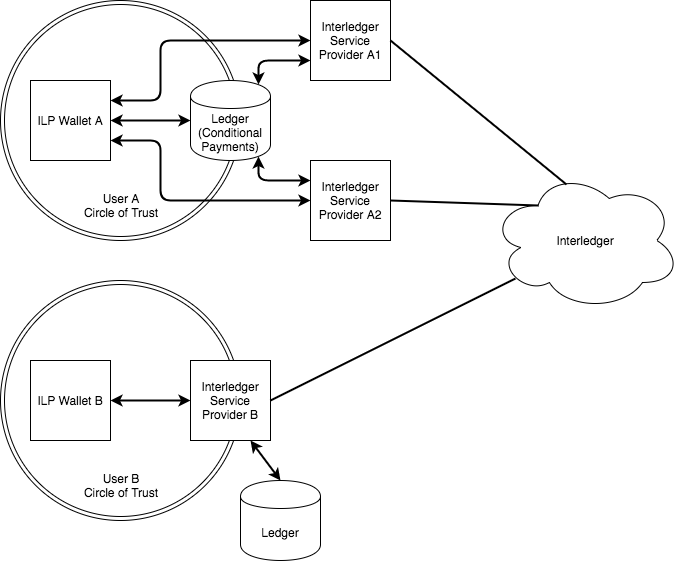 Interledger
Service
Provider A1
ILP Wallet A
Ledger
(Conditional
Payments)
Interledger
Service
Provider A2
User A
Circle of Trust
Interledger
ILP Wallet B
Interledger
Service
Provider B
User B
Circle of Trust
Ledger